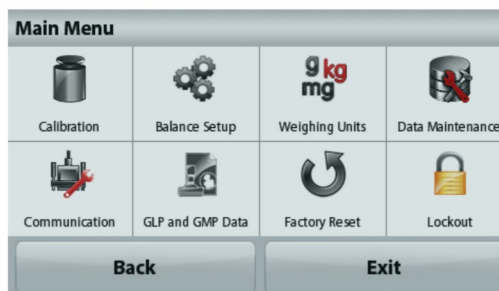 Main Menu
g kg
mg
Calibration
Balance Setup
Weighing Units
Data Maintenance
Communication
GLP and GMP Data
Factory Reset
Lockout
Back
Exit